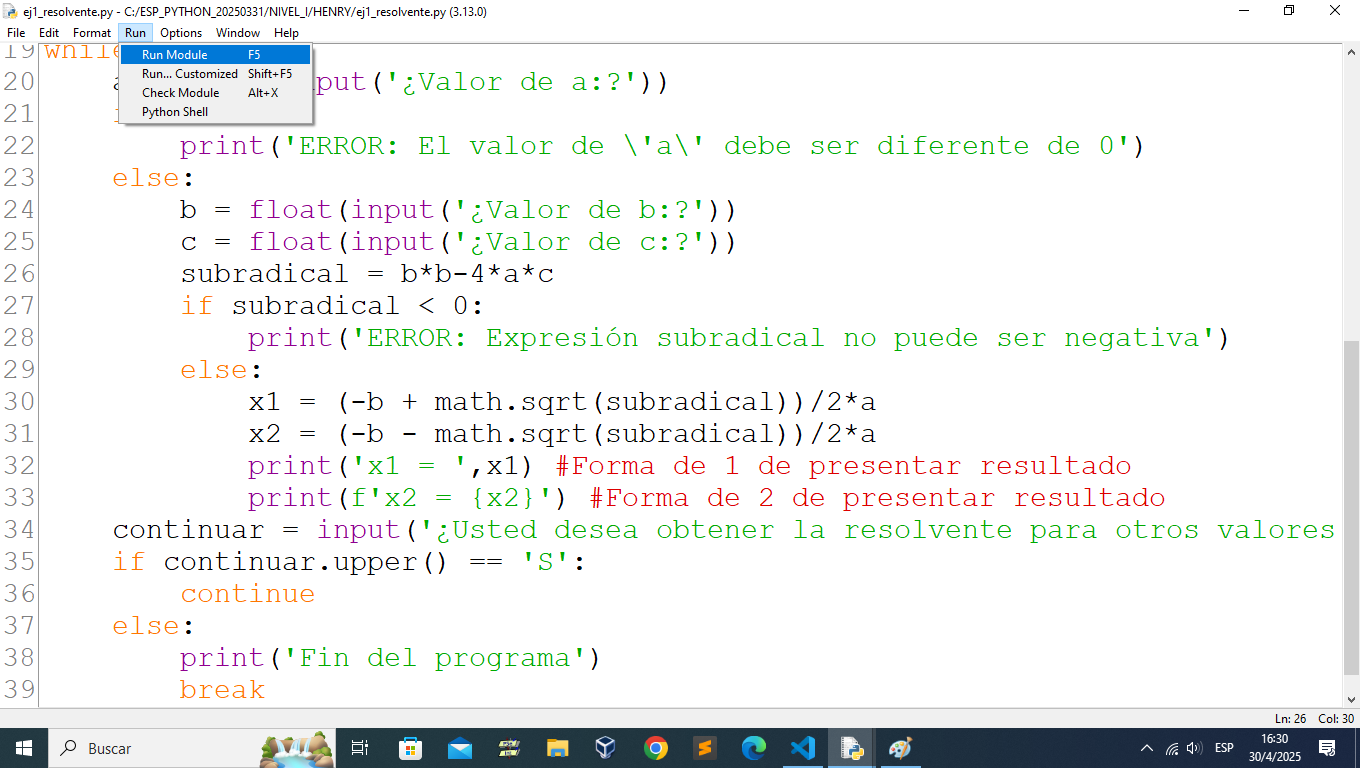 ej1_resolvente.py - C:/ESP_PYTHON_20250331/NIVEL_I/HENRY/ej1_resolvente.py (3.13.0)
File Edit Format Run Options Window Help
Run Module F5
Run... Customized Shift+F5
Check Module Alt+X
Python Shell
19 while
20 put('¿Valor de a:?'))
21
22 print('ERROR: El valor de \'a\' debe ser diferente de 0')
23 else:
24 b = float(input('¿Valor de b:?'))
25 c = float(input('¿Valor de c:?'))
26 subradical = b*b-4*a*c
27 if subradical < 0:
28 print('ERROR: Expresión subradical no puede ser negativa')
29 else:
30 x1 = (-b + math.sqrt(subradical))/2*a
31 x2 = (-b - math.sqrt(subradical))/2*a
32 print('x1 = ',x1) #Forma de 1 de presentar resultado
33 print(f'x2 = {x2}') #Forma de 2 de presentar resultado
34 continuar = input('¿Usted desea obtener la resolvente para otros valores
35 if continuar.upper() == 'S':
36 continue
37 else:
38 print('Fin del programa')
39 break
Ln: 26 Col: 30
Buscar
ESP
16:30
30/4/2025